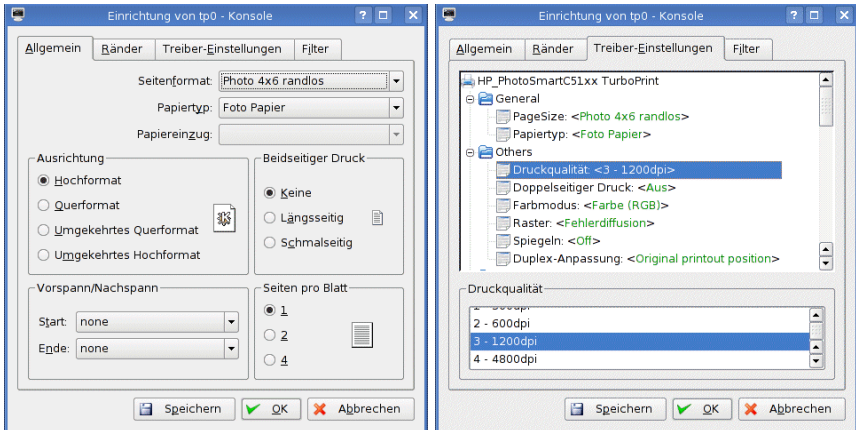 Einrichtung von tp0 - Konsole
Allgemein Ränder Treiber-Einstellungen Filter
Seitenformat: Photo 4x6 randlos
Papiertyp: Foto Papier
Papiereinzug:
Ausrichtung
Hochformat
Querformat
Umgekehrtes Querformat
Umgekehrtes Hochformat
Beidseitiger Druck
Keine
Längsseitig
Schmalseitig
Vorspann/Nachspann
Start: none
Ende: none
Seiten pro Blatt
1
2
4
Speichern OK Abbrechen
Einrichtung von tp0 - Konsole
Allgemein Ränder Treiber-Einstellungen Filter
HP_PhotoSmartC51xx TurboPrint
General
PageSize: <Photo 4x6 randlos>
Papiertyp: <Foto Papier>
Others
Druckqualität: <3 - 1200dpi>
Doppelseitiger Druck: <Aus>
Farbmodus: <Farbe (RGB)>
Raster: <Fehlerdiffusion>
Spiegeln: <Off>
Duplex-Anpassung: <Original printout position>
Druckqualität
2 - 600dpi
3 - 1200dpi
4 - 4800dpi
Speichern OK Abbrechen